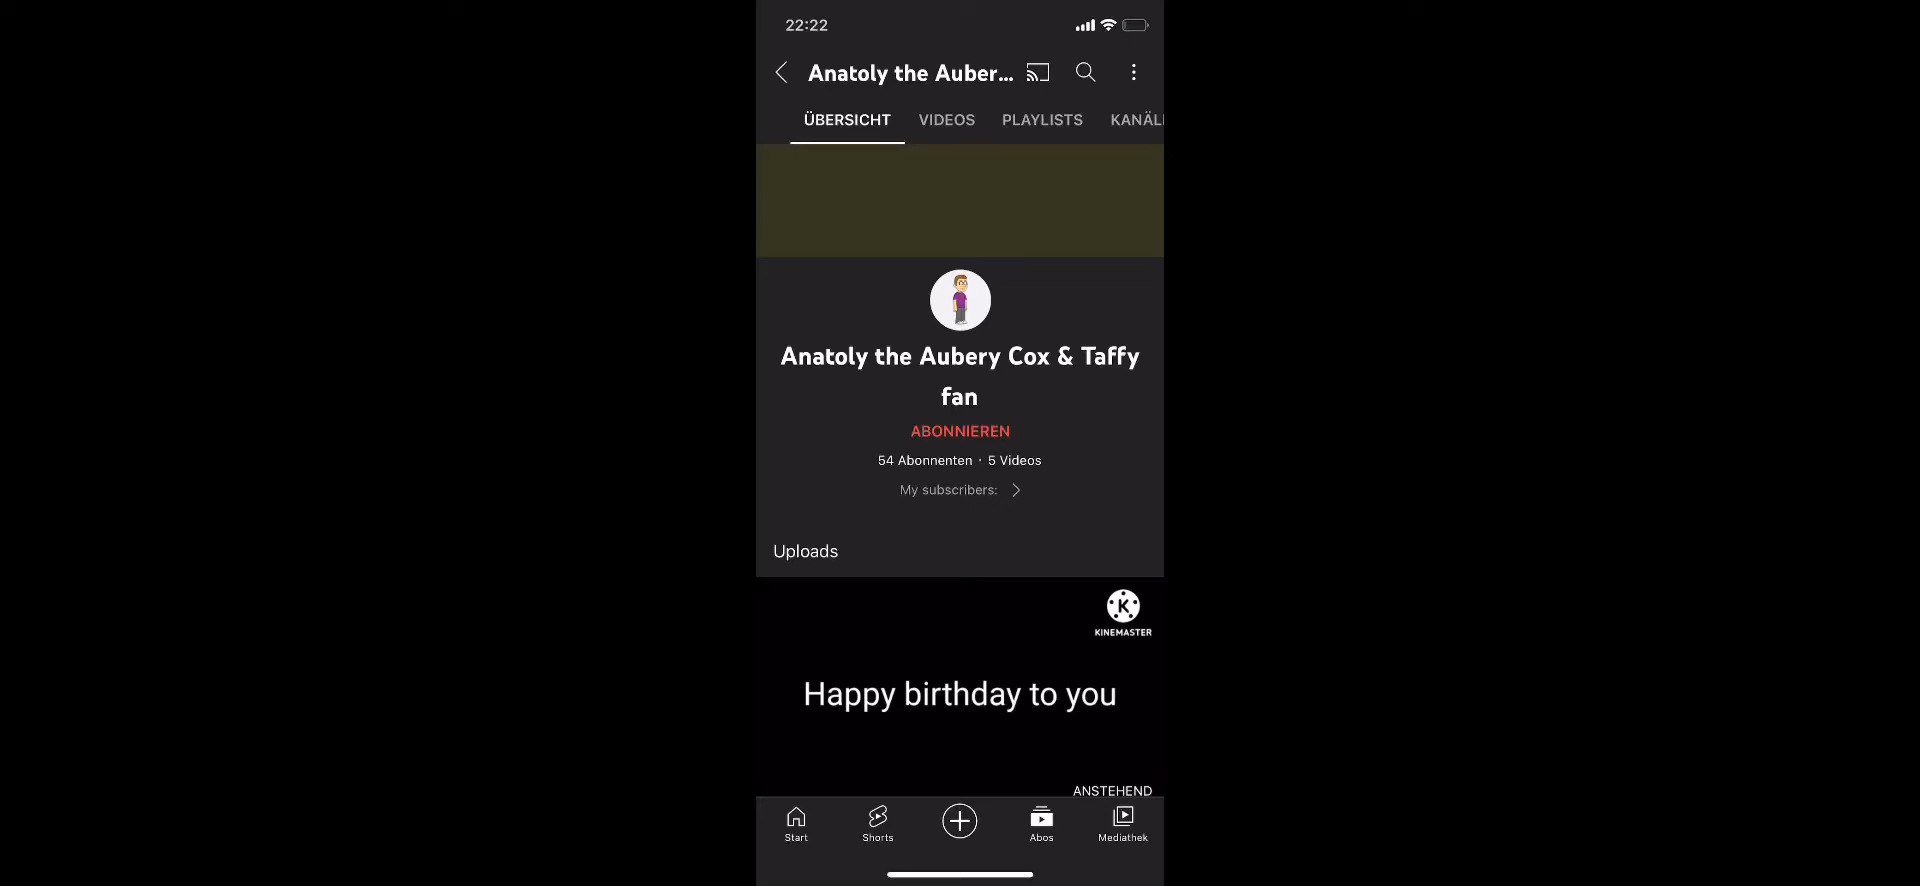 22:22
Anatoly the Auber...
ÜBERSICHT VIDEOS PLAYLISTS KANÄL
Anatoly the Aubery Cox & Taffy
fan
ABONNIEREN
54 Abonnenten · 5 Videos
My subscribers:
Uploads
K
KINEMASTER
Happy birthday to you
ANSTEHEND
Start Shorts Abos Mediathek